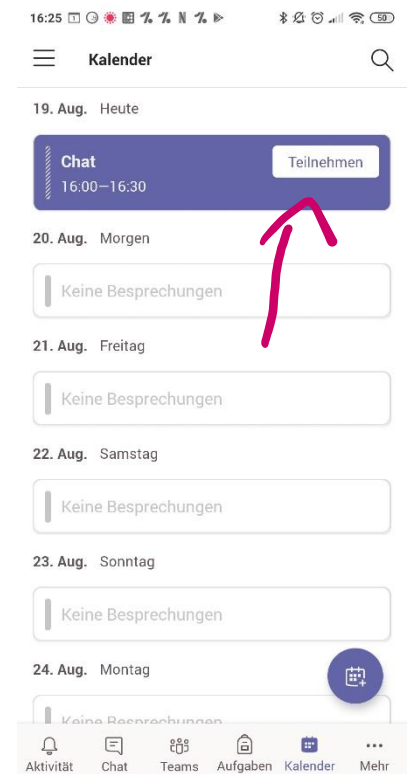 16:25
50
Kalender
19. Aug. Heute
Chat
Teilnehmen
16:00–16:30
20. Aug. Morgen
Keine Besprechungen
21. Aug. Freitag
Keine Besprechungen
22. Aug. Samstag
Keine Besprechungen
23. Aug. Sonntag
Keine Besprechungen
24. Aug. Montag
Keine Besprechungen
Aktivität Chat Teams Aufgaben Kalender Mehr